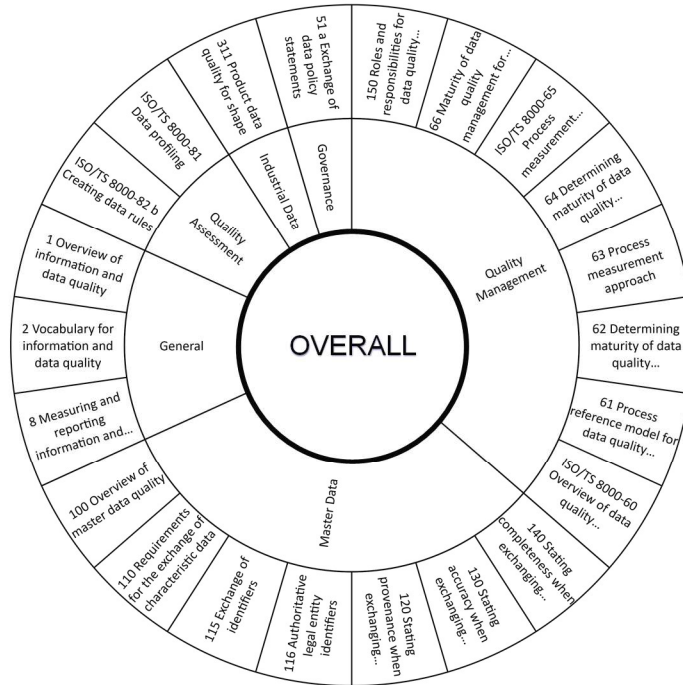 OVERALL
Quality
Management
150 Roles and
responsibilities for
data quality...
66 Maturity of data
quality
management for...
ISO/TS 8000-65
Process
measurement...
64 Determining
maturity of data
quality...
63 Process
measurement
approach
62 Determining
maturity of data
quality...
61 Process
reference model for
data quality...
ISO/TS 8000-60
Overview of data
quality...
Master Data
140 Stating
completeness when
exchanging...
130 Stating
accuracy when
exchanging...
120 Stating
provenance when
exchanging...
116 Authoritative
legal entity
identifiers
115 Exchange of
identifiers
110 Requirements
for the exchange of
characteristic data
100 Overview of
master data quality
General
8 Measuring and
reporting
information and...
2 Vocabulary for
information and
data quality
1 Overview of
information and
data quality
Quaility
Assessment
ISO/TS 8000-82 b
Creating data rules
ISO/TS 8000-81
Data profiling
Industrial Data
311 Product data
quality for shape
Governance
51 a Exchange of
data policy
statements